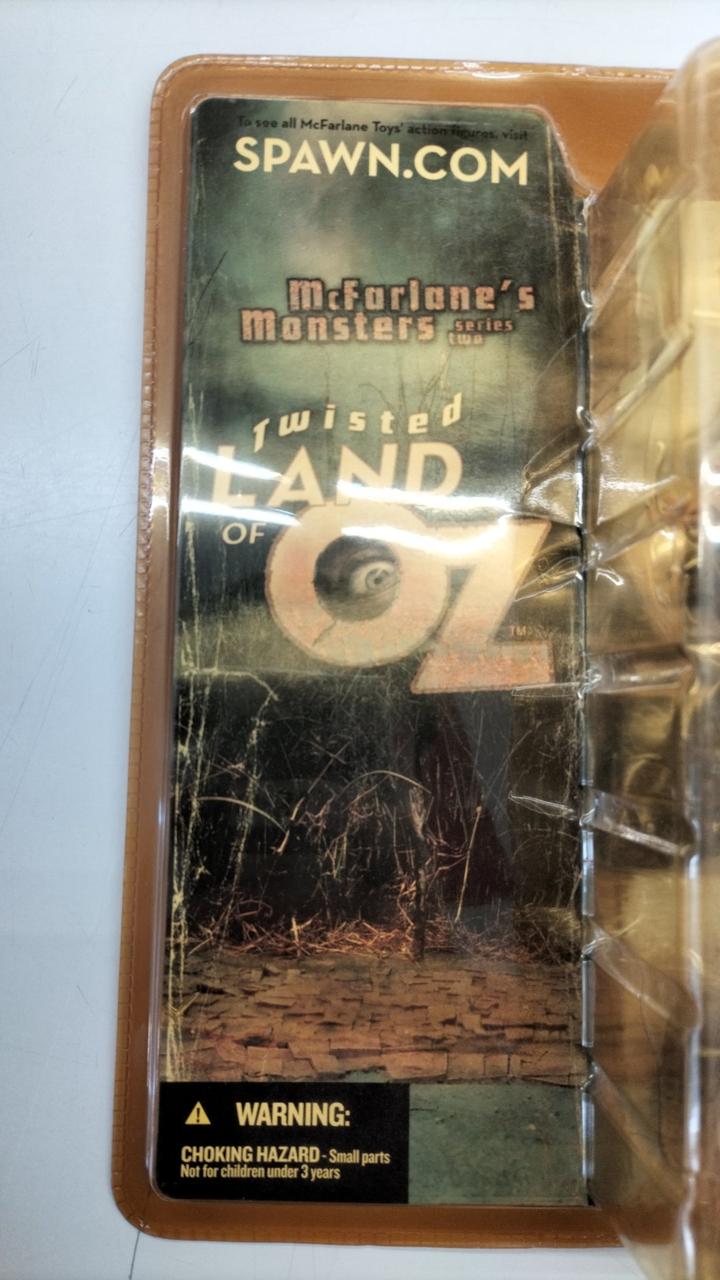 To see all McFarlane Toys' action figures, visit
SPAWN.COM
McFarlane's
Monsters series
two
Twisted
LAND
OF OZ TM
WARNING:
CHOKING HAZARD - Small parts
Not for children under 3 years